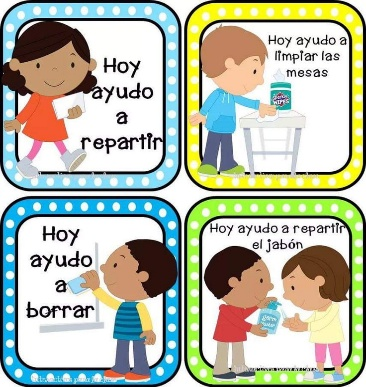 Hoy
ayudo
a
repartir
Hoy ayudo a
limpiar las
mesas
WIPES
Hoy
ayudo
a
borrar
Hoy ayudo a repartir
el jabón